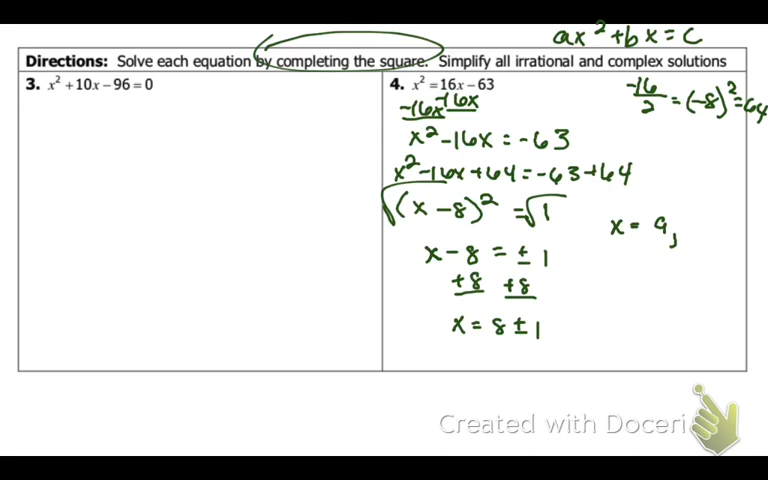 ax² + bx = c
Directions: Solve each equation by completing the square. Simplify all irrational and complex solutions
3. x² + 10x – 96 = 0
4. x² = 16x – 63
-16x -16x
-16/2 = (-8)² = 64
x² - 16x = -63
x² - 16x + 64 = -63 + 64
√(x - 8)² = √1
x = 9,
x - 8 = ± 1
+8 +8
x = 8 ± 1
Created with Doceri